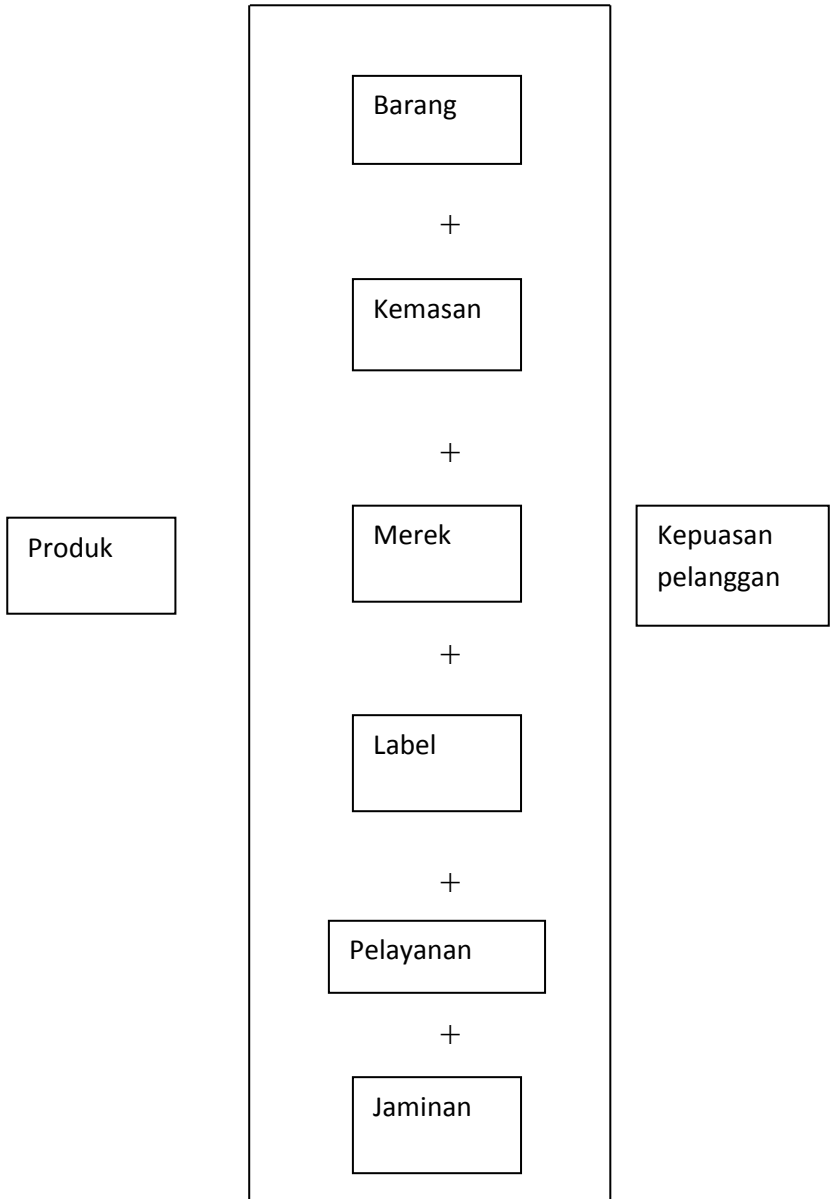 Barang
+
Kemasan
+
Produk
Merek
Kepuasan
pelanggan
+
Label
+
Pelayanan
+
Jaminan